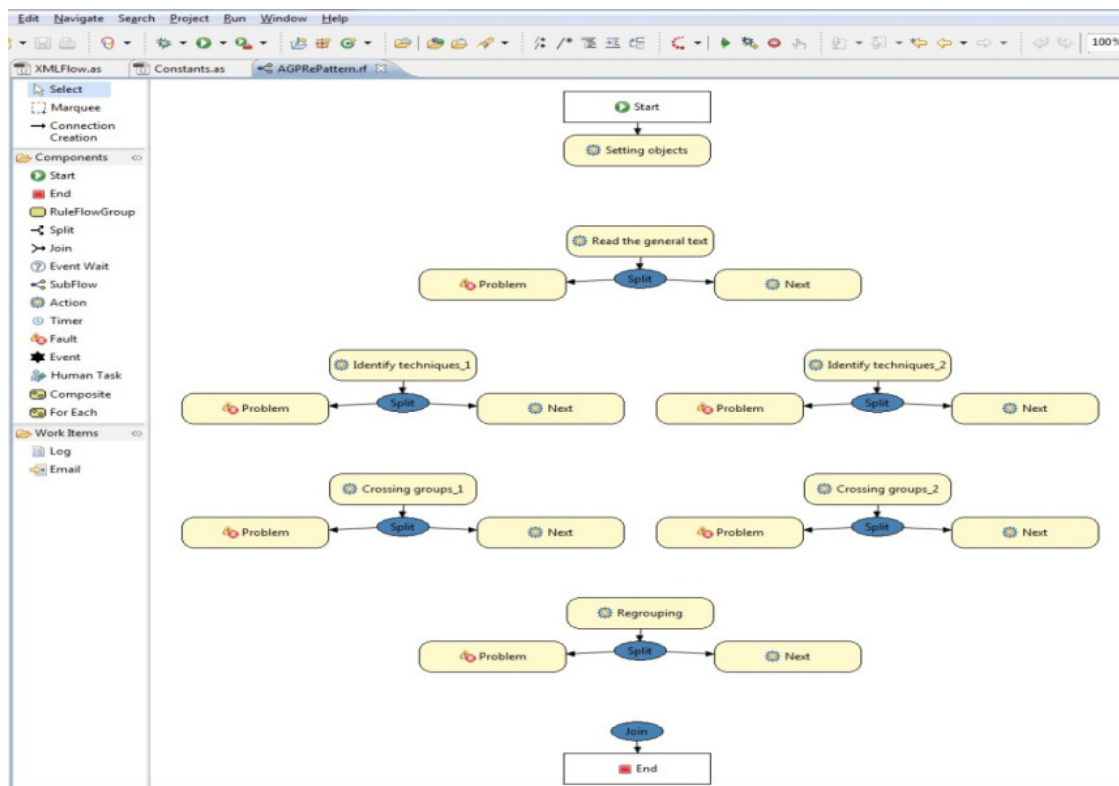 Edit Navigate Search Project Run Window Help
100%
XMLFlow.as Constants.as AGPRePattern.rf
Select
Marquee
Connection
Creation
Components
Start
End
RuleFlowGroup
Split
Join
Event Wait
SubFlow
Action
Timer
Fault
Event
Human Task
Composite
For Each
Work Items
Log
Email
Start
Setting objects
Read the general text
Split
Problem Next
Identify techniques_1 Identify techniques_2
Split Split
Problem Next Problem Next
Crossing groups_1 Crossing groups_2
Split Split
Problem Next Problem Next
Regrouping
Split
Problem Next
Join
End